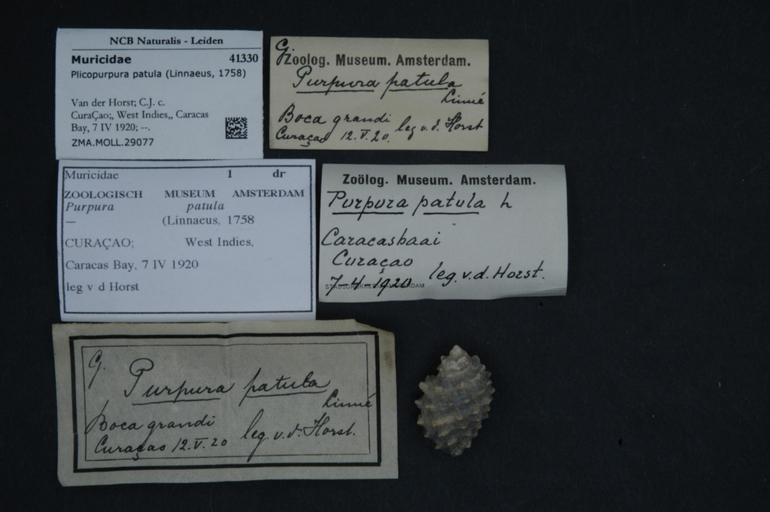 NCB Naturalis - Leiden
Muricidae 41330
Plicopurpura patula (Linnaeus, 1758)
Van der Horst; C.J. c.
CuraÇao;, West Indies,, Caracas
Bay, 7 IV 1920; --.
ZMA.MOLL.29077
G. Zoolog. Museum. Amsterdam.
Purpura patula
Linné
Boca grandi
Curaçao 12.V.20. leg v. d. Horst
Muricidae 1 dr
ZOOLOGISCH MUSEUM AMSTERDAM
Purpura patula
— (Linnaeus, 1758
CURAÇAO; West Indies,
Caracas Bay, 7 IV 1920
leg v d Horst
Zoölog. Museum. Amsterdam.
Purpura patula L
Caracasbaai
Curaçao
7-4-1920 leg. v. d. Horst.
G. Purpura patula
Linné
Boca grandi
Curaçao 12.V.20 leg. v. d. Horst.